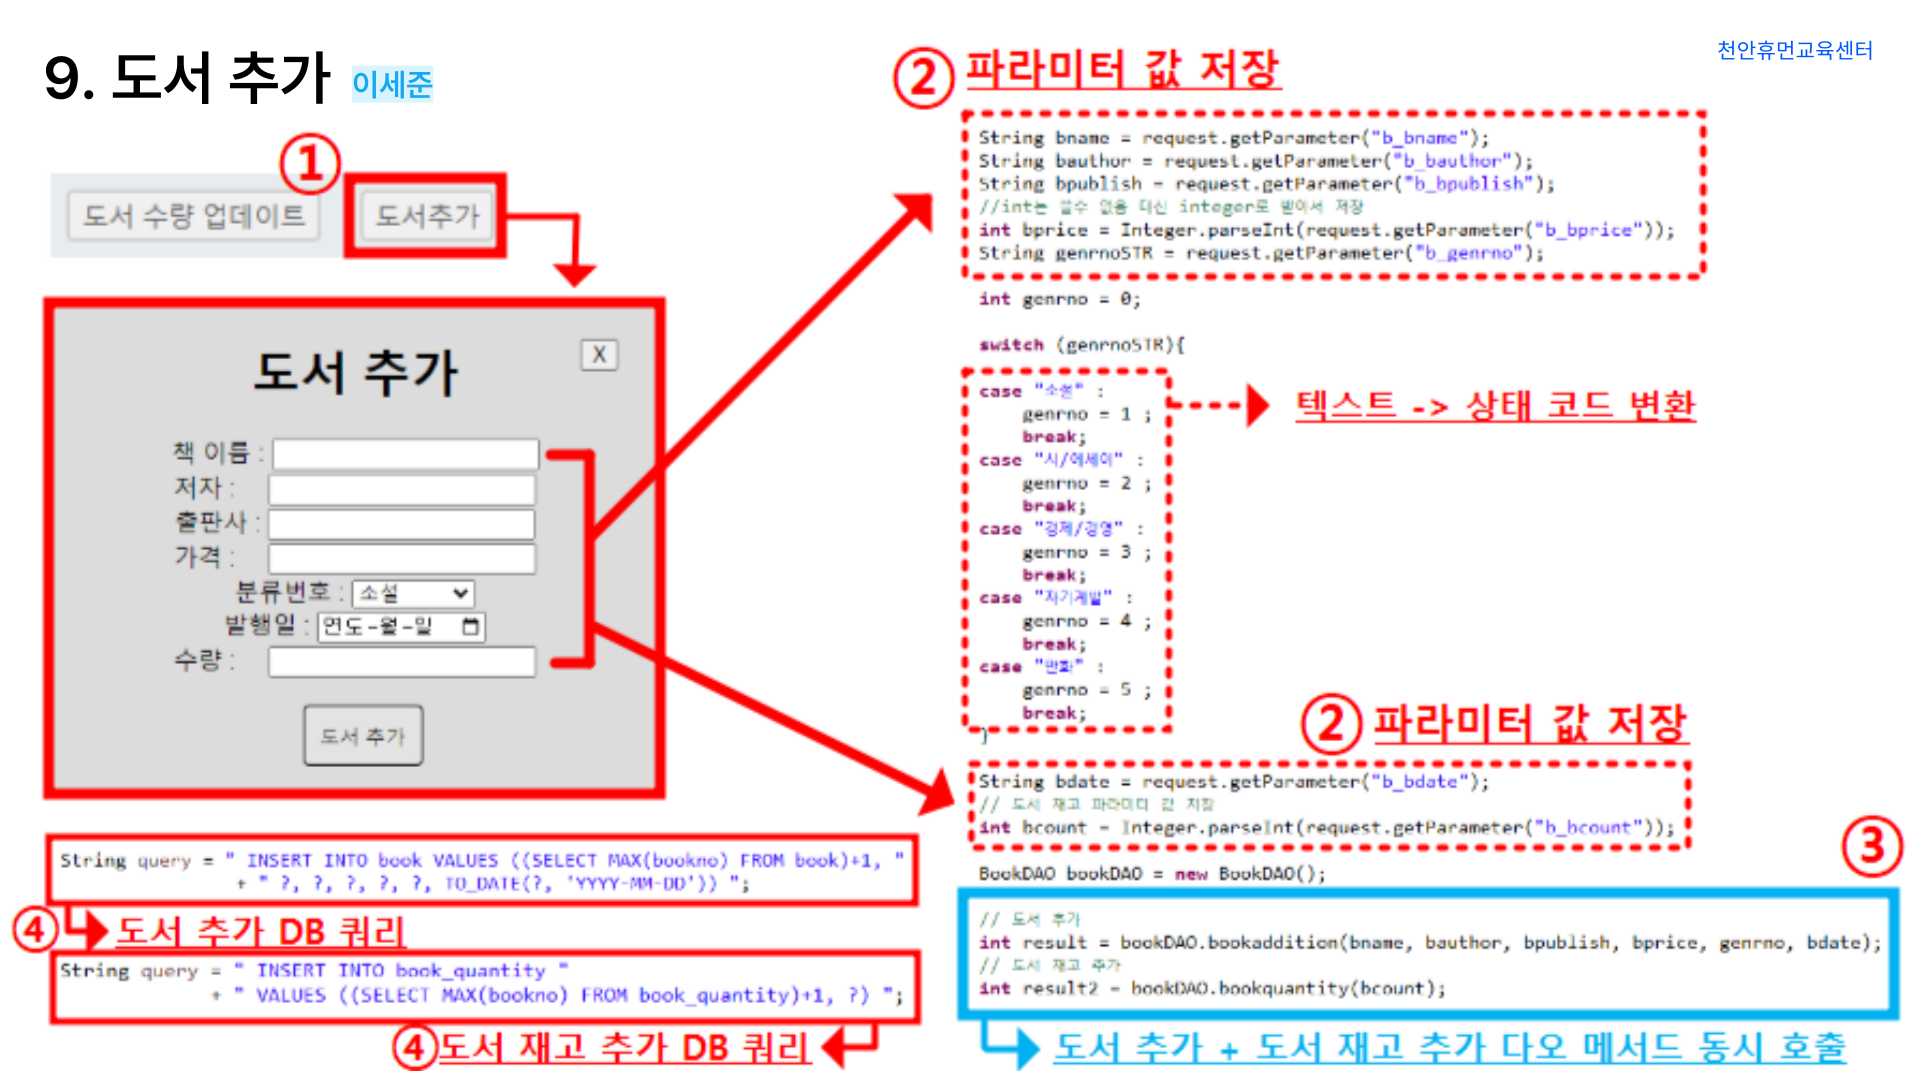 9. 도서 추가 이세준
천안휴먼교육센터
①
도서 수량 업데이트
도서추가
도서 추가
X
책 이름 :
저자 :
출판사 :
가격 :
분류번호 : 소설
발행일 : 연도-월-일
수량 :
도서 추가
② 파라미터 값 저장
String bname = request.getParameter("b_bname");
String bauthor = request.getParameter("b_bauthor");
String bpublish = request.getParameter("b_bpublish");
//int는 쓸수 없음 대신 integer로 받아서 저장
int bprice = Integer.parseInt(request.getParameter("b_bprice"));
String genrnoSTR = request.getParameter("b_genrno");
int genrno = 0;
switch (genrnoSTR){
case "소설" :
genrno = 1 ;
break;
case "시/에세이" :
genrno = 2 ;
break;
case "경제/경영" :
genrno = 3 ;
break;
case "자기계발" :
genrno = 4 ;
break;
case "만화" :
genrno = 5 ;
break;
}
텍스트 -> 상태 코드 변환
② 파라미터 값 저장
String bdate = request.getParameter("b_bdate");
// 도서 재고 파라미터 값 저장
int bcount = Integer.parseInt(request.getParameter("b_bcount"));
BookDAO bookDAO = new BookDAO();
③
// 도서 추가
int result = bookDAO.bookaddition(bname, bauthor, bpublish, bprice, genrno, bdate);
// 도서 재고 추가
int result2 = bookDAO.bookquantity(bcount);
도서 추가 + 도서 재고 추가 다오 메서드 동시 호출
String query = " INSERT INTO book VALUES ((SELECT MAX(bookno) FROM book)+1, "
+ " ?, ?, ?, ?, ?, TO_DATE(?, 'YYYY-MM-DD')) ";
④ 도서 추가 DB 쿼리
String query = " INSERT INTO book_quantity "
+ " VALUES ((SELECT MAX(bookno) FROM book_quantity)+1, ?) ";
④ 도서 재고 추가 DB 쿼리